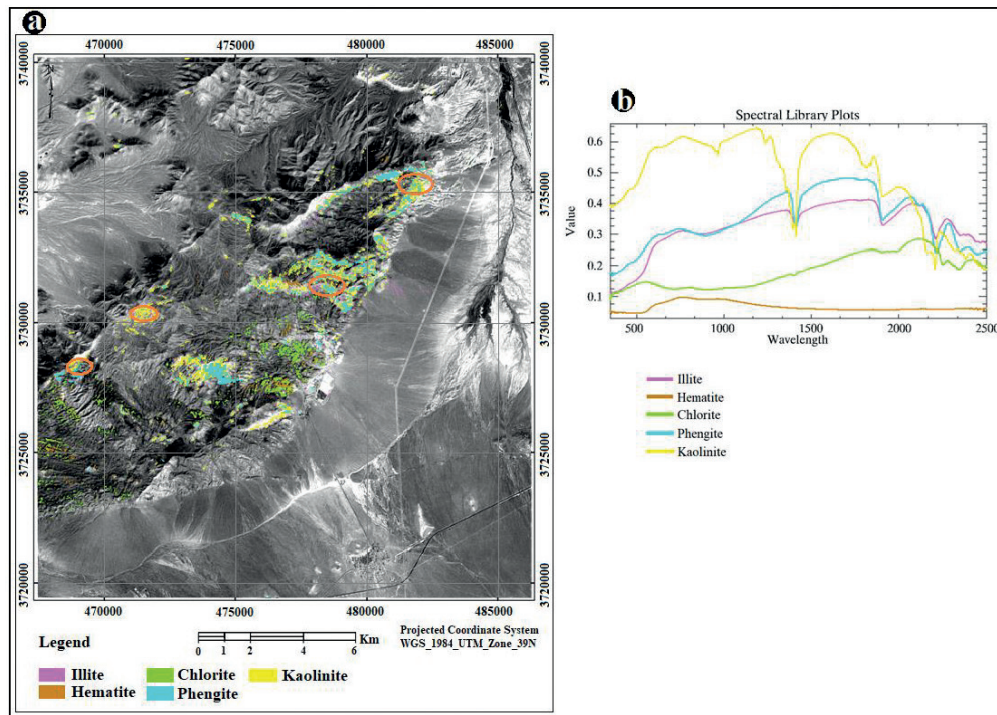 a
470000 475000 480000 485000
3740000 3740000
3735000 3735000
3730000 3730000
3725000 3725000
3720000 3720000
N
470000 475000 480000 485000
Legend
0 1 2 4 6 Km
Projected Coordinate System
WGS_1984_UTM_Zone_39N
Illite Chlorite Kaolinite
Hematite Phengite
b
Spectral Library Plots
Value
0.6
0.5
0.4
0.3
0.2
0.1
500 1000 1500 2000 2500
Wavelength
Illite
Hematite
Chlorite
Phengite
Kaolinite